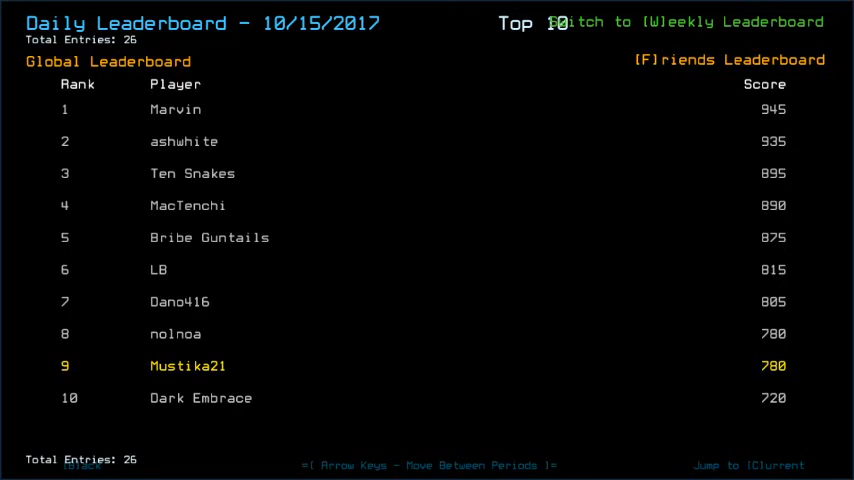 Daily Leaderboard - 10/15/2017
Top 10
Switch to [W]eekly Leaderboard
Total Entries: 26
Global Leaderboard
[F]riends Leaderboard
Rank Player Score
1 Marvin 945
2 ashwhite 935
3 Ten Snakes 895
4 MacTenchi 890
5 Bribe Guntails 875
6 LB 815
7 Dano416 805
8 nolnoa 780
9 Mustika21 780
10 Dark Embrace 720
Total Entries: 26
[B]ack
=[ Arrow Keys - Move Between Periods ]=
Jump to [C]urrent